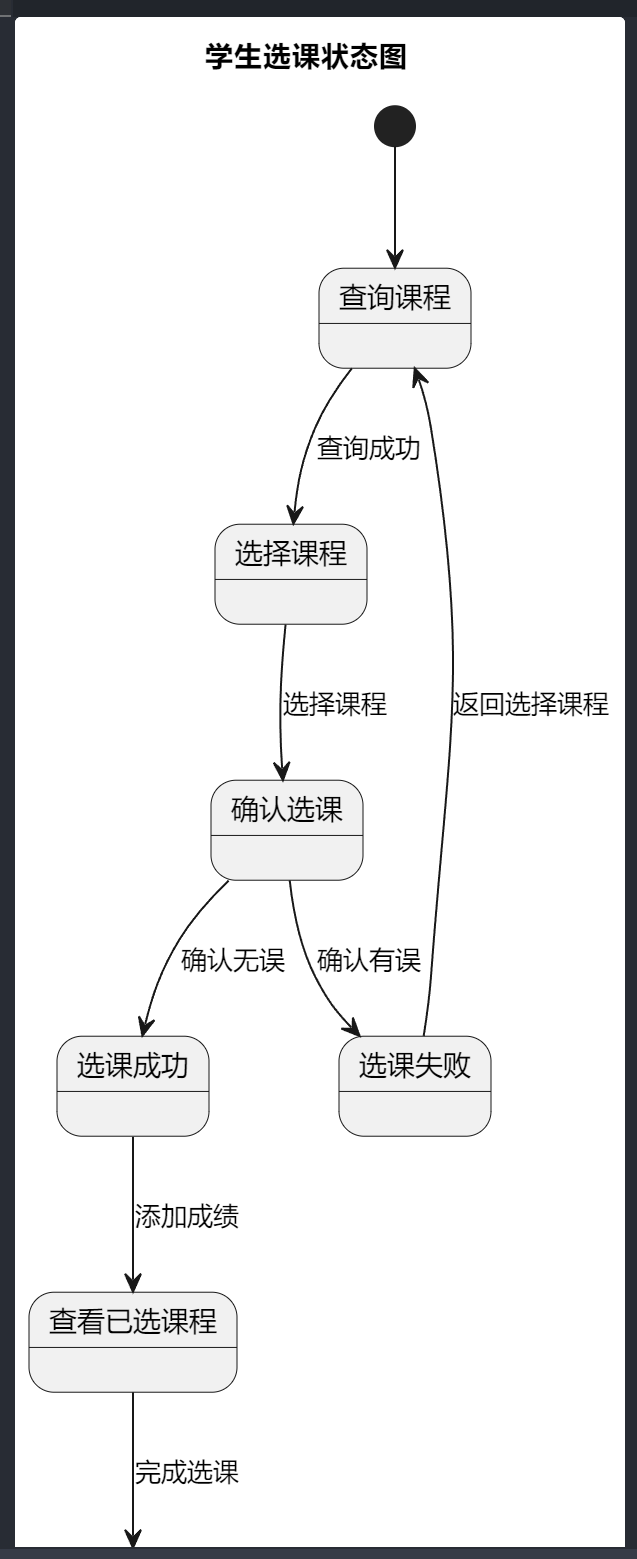 学生选课状态图
查询课程
查询成功
选择课程
选择课程
返回选择课程
确认选课
确认无误
确认有误
选课成功
选课失败
添加成绩
查看已选课程
完成选课